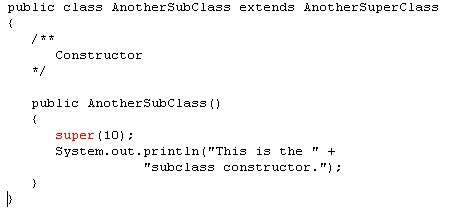 public class AnotherSubClass extends AnotherSuperClass
{
   /**
      Constructor
   */

   public AnotherSubClass()
   {
      super(10);
      System.out.println("This is the " +
                 "subclass constructor.");
   }
}